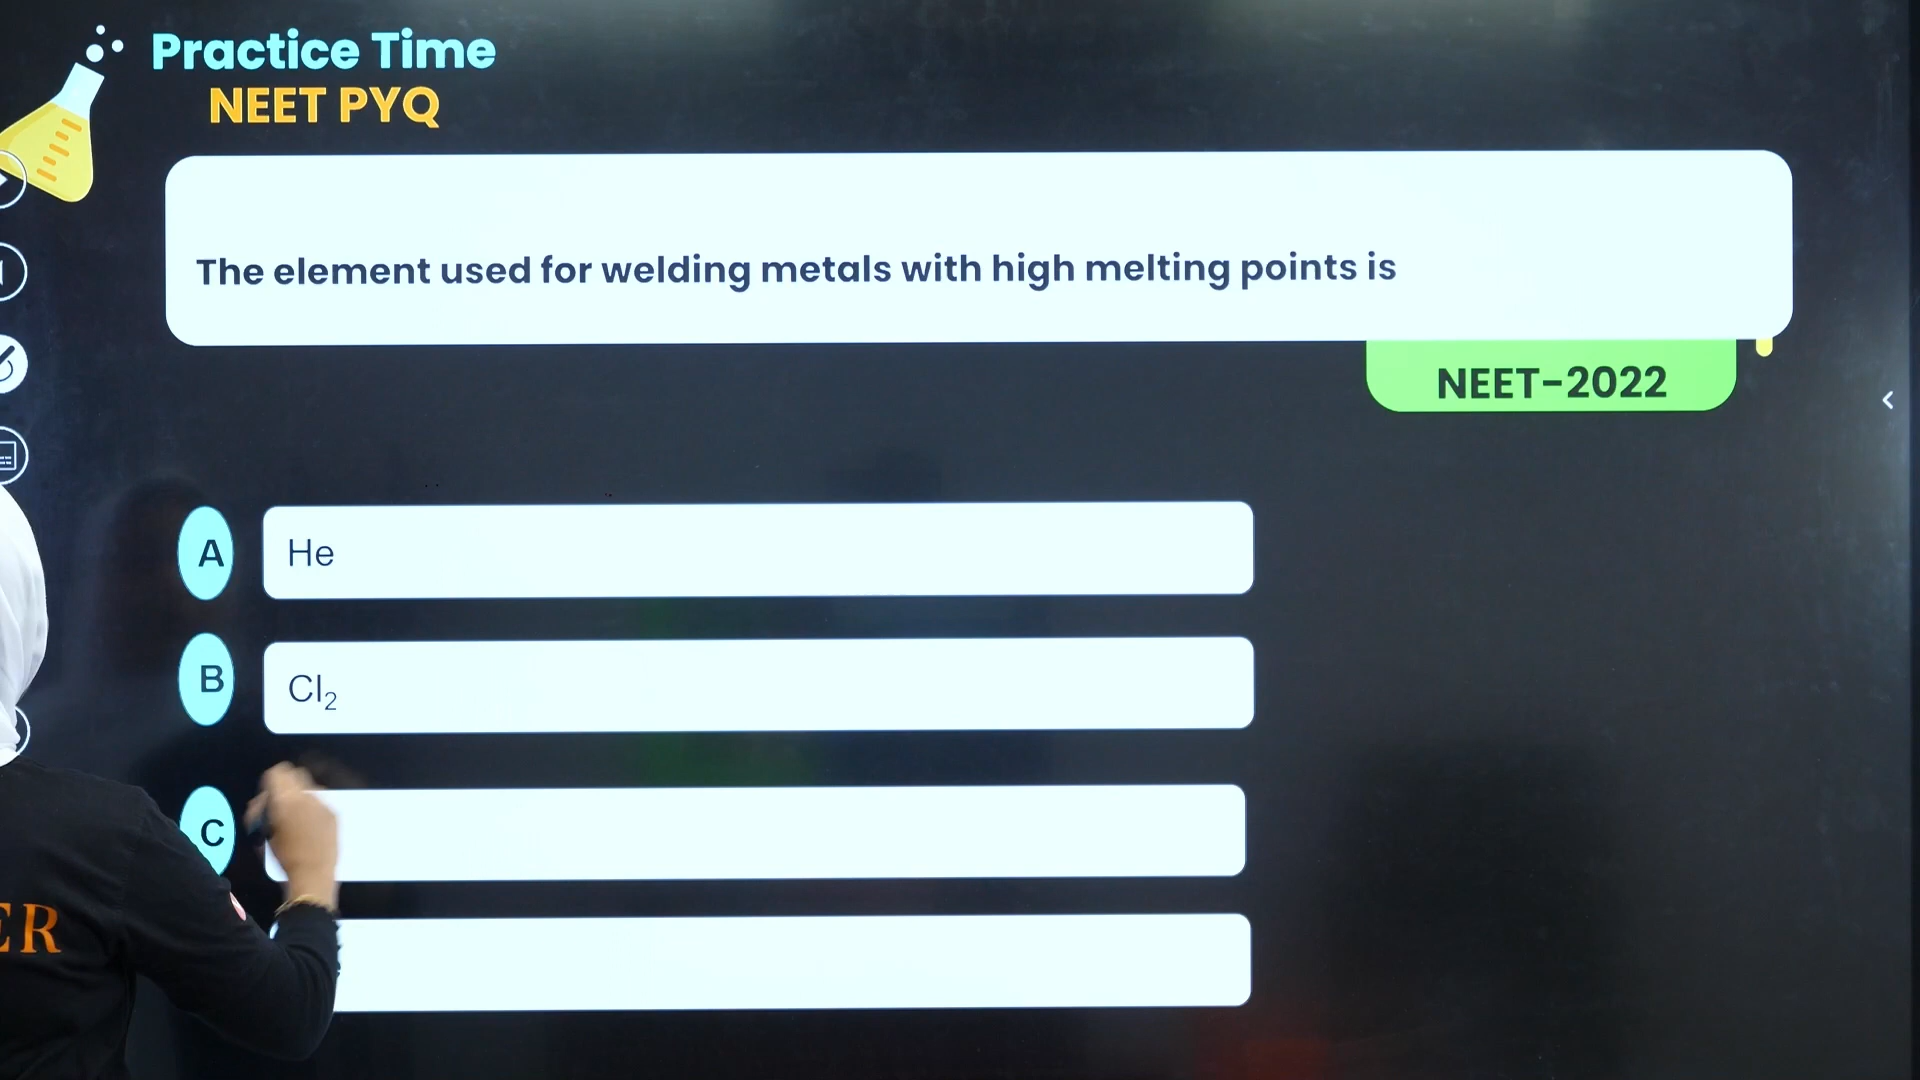 Practice Time
NEET PYQ
The element used for welding metals with high melting points is
NEET-2022
A
He
B
Cl₂
C
ER